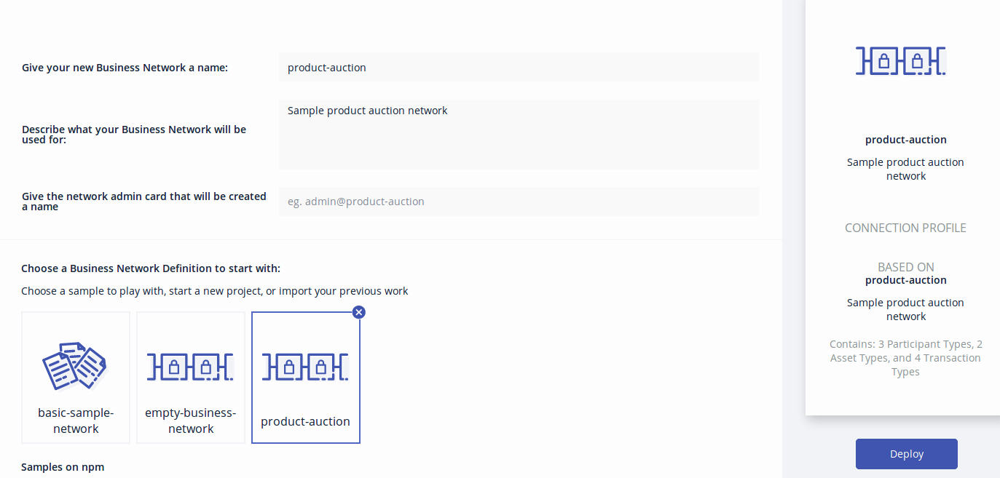 Give your new Business Network a name:
product-auction
Describe what your Business Network will be
used for:
Sample product auction network
Give the network admin card that will be created
a name
eg. admin@product-auction
Choose a Business Network Definition to start with:
Choose a sample to play with, start a new project, or import your previous work
basic-sample-
network
empty-business-
network
product-auction
Samples on npm
product-auction
Sample product auction
network
CONNECTION PROFILE
BASED ON
product-auction
Sample product auction
network
Contains: 3 Participant Types, 2
Asset Types, and 4 Transaction
Types
Deploy